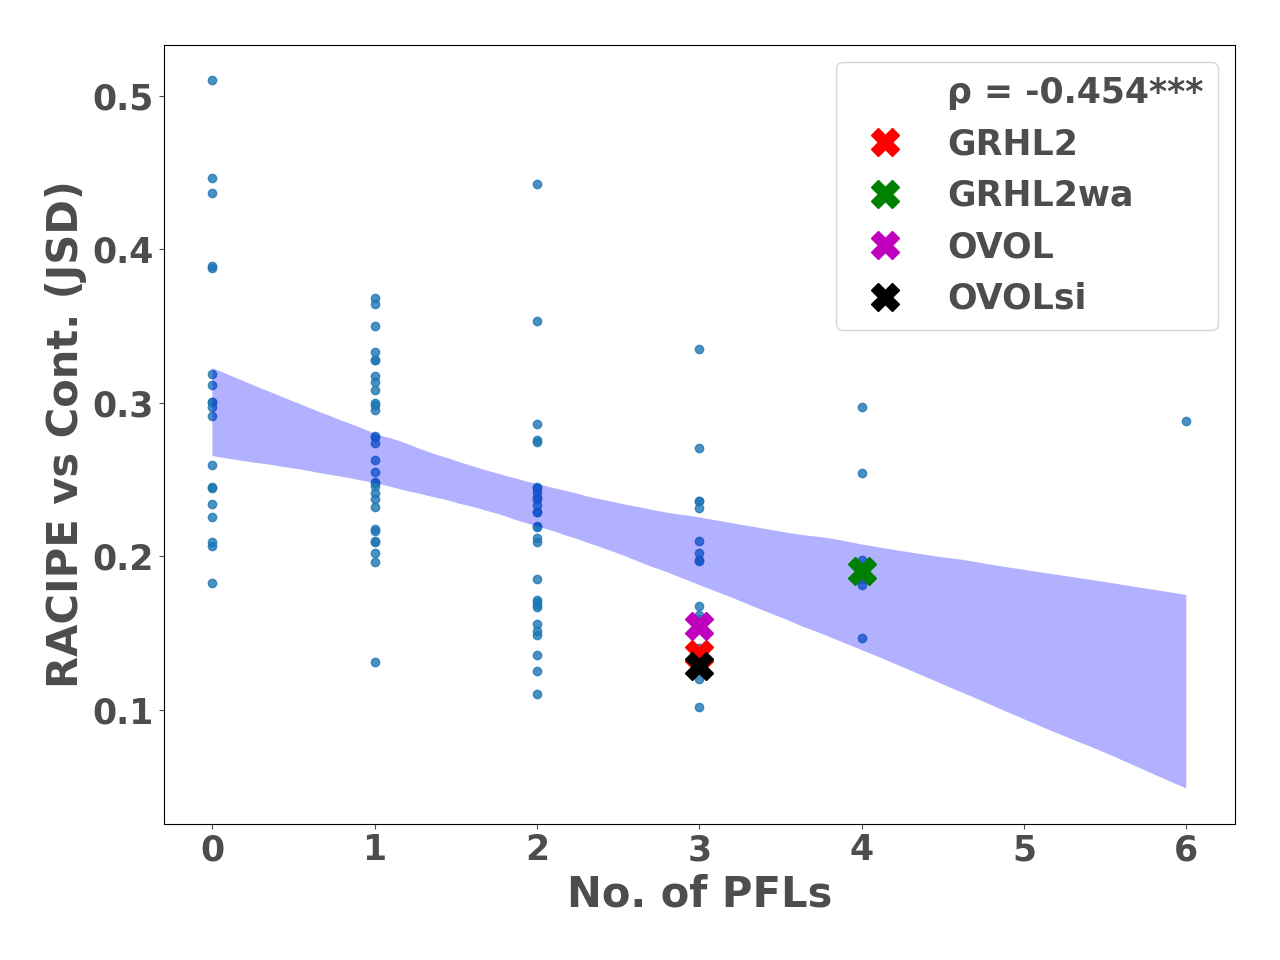 ρ = -0.454***
GRHL2
GRHL2wa
OVOL
OVOLsi
RACIPE vs Cont. (JSD)
0.5
0.4
0.3
0.2
0.1
0 1 2 3 4 5 6
No. of PFLs